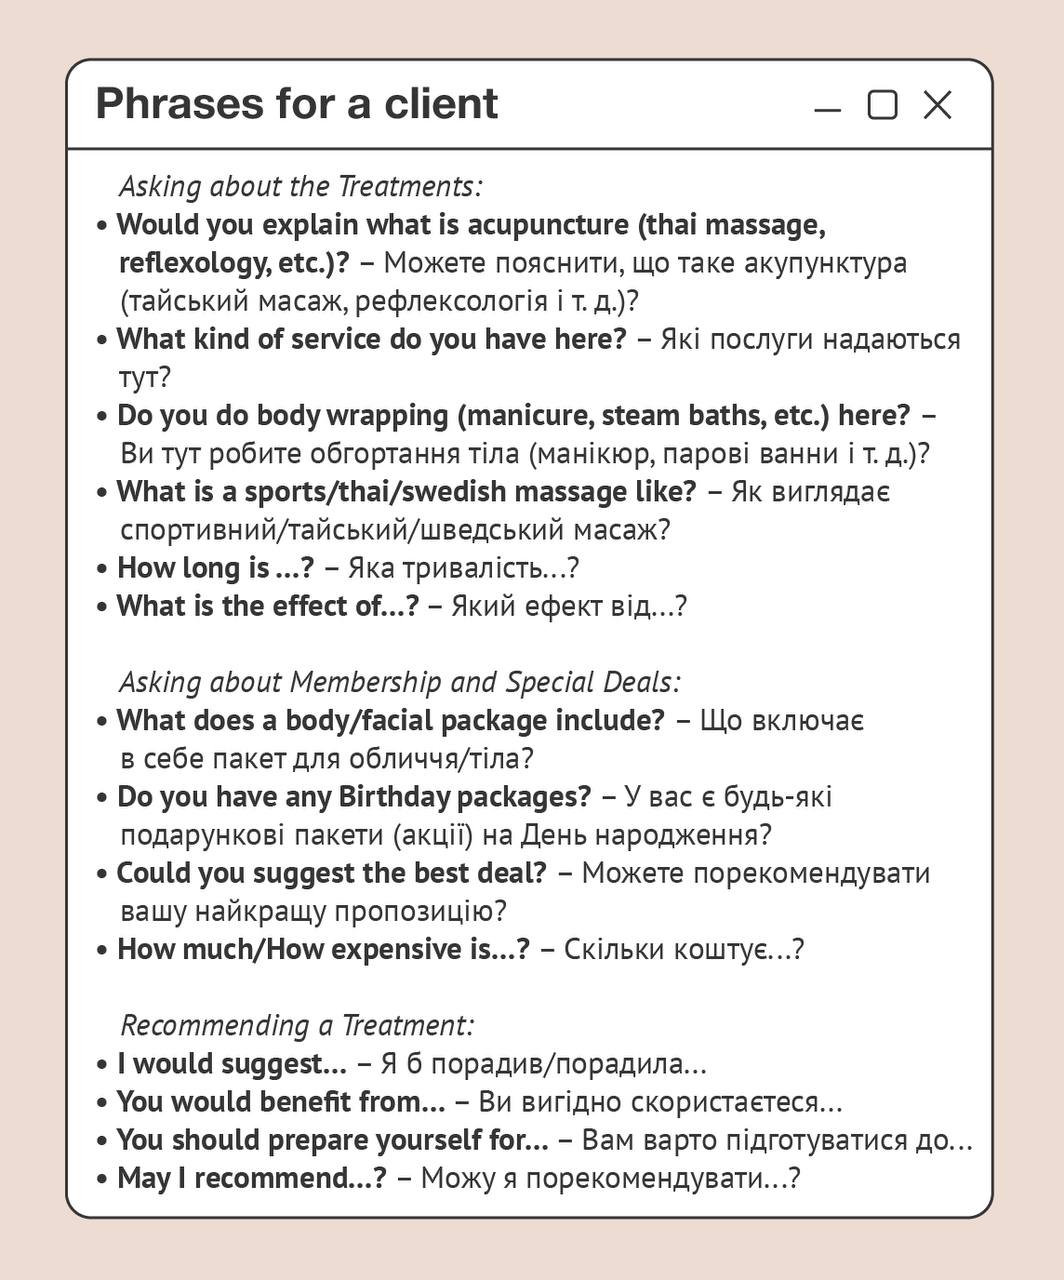 Phrases for a client
Asking about the Treatments:
• Would you explain what is acupuncture (thai massage,
reflexology, etc.)? – Можете пояснити, що таке акупунктура
(тайський масаж, рефлексологія і т. д.)?
• What kind of service do you have here? – Які послуги надаються
тут?
• Do you do body wrapping (manicure, steam baths, etc.) here? –
Ви тут робите обгортання тіла (манікюр, парові ванни і т. д.)?
• What is a sports/thai/swedish massage like? – Як виглядає
спортивний/тайський/шведський масаж?
• How long is ...? – Яка тривалість...?
• What is the effect of...? – Який ефект від...?
Asking about Membership and Special Deals:
• What does a body/facial package include? – Що включає
в себе пакет для обличчя/тіла?
• Do you have any Birthday packages? – У вас є будь-які
подарункові пакети (акції) на День народження?
• Could you suggest the best deal? – Можете порекомендувати
вашу найкращу пропозицію?
• How much/How expensive is...? – Скільки коштує...?
Recommending a Treatment:
• I would suggest... – Я б порадив/порадила...
• You would benefit from... – Ви вигідно скористаєтеся...
• You should prepare yourself for... – Вам варто підготуватися до...
• May I recommend...? – Можу я порекомендувати...?